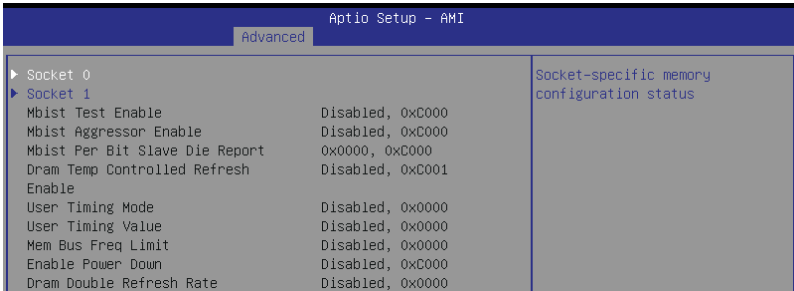 Aptio Setup - AMI
Advanced
Socket 0
Socket 1
Mbist Test Enable Disabled, 0xC000
Mbist Aggressor Enable Disabled, 0xC000
Mbist Per Bit Slave Die Report 0x0000, 0xC000
Dram Temp Controlled Refresh Disabled, 0xC001
Enable
User Timing Mode Disabled, 0x0000
User Timing Value Disabled, 0x0000
Mem Bus Freq Limit Disabled, 0x0000
Enable Power Down Disabled, 0xC000
Dram Double Refresh Rate Disabled, 0x0000
Socket-specific memory
configuration status